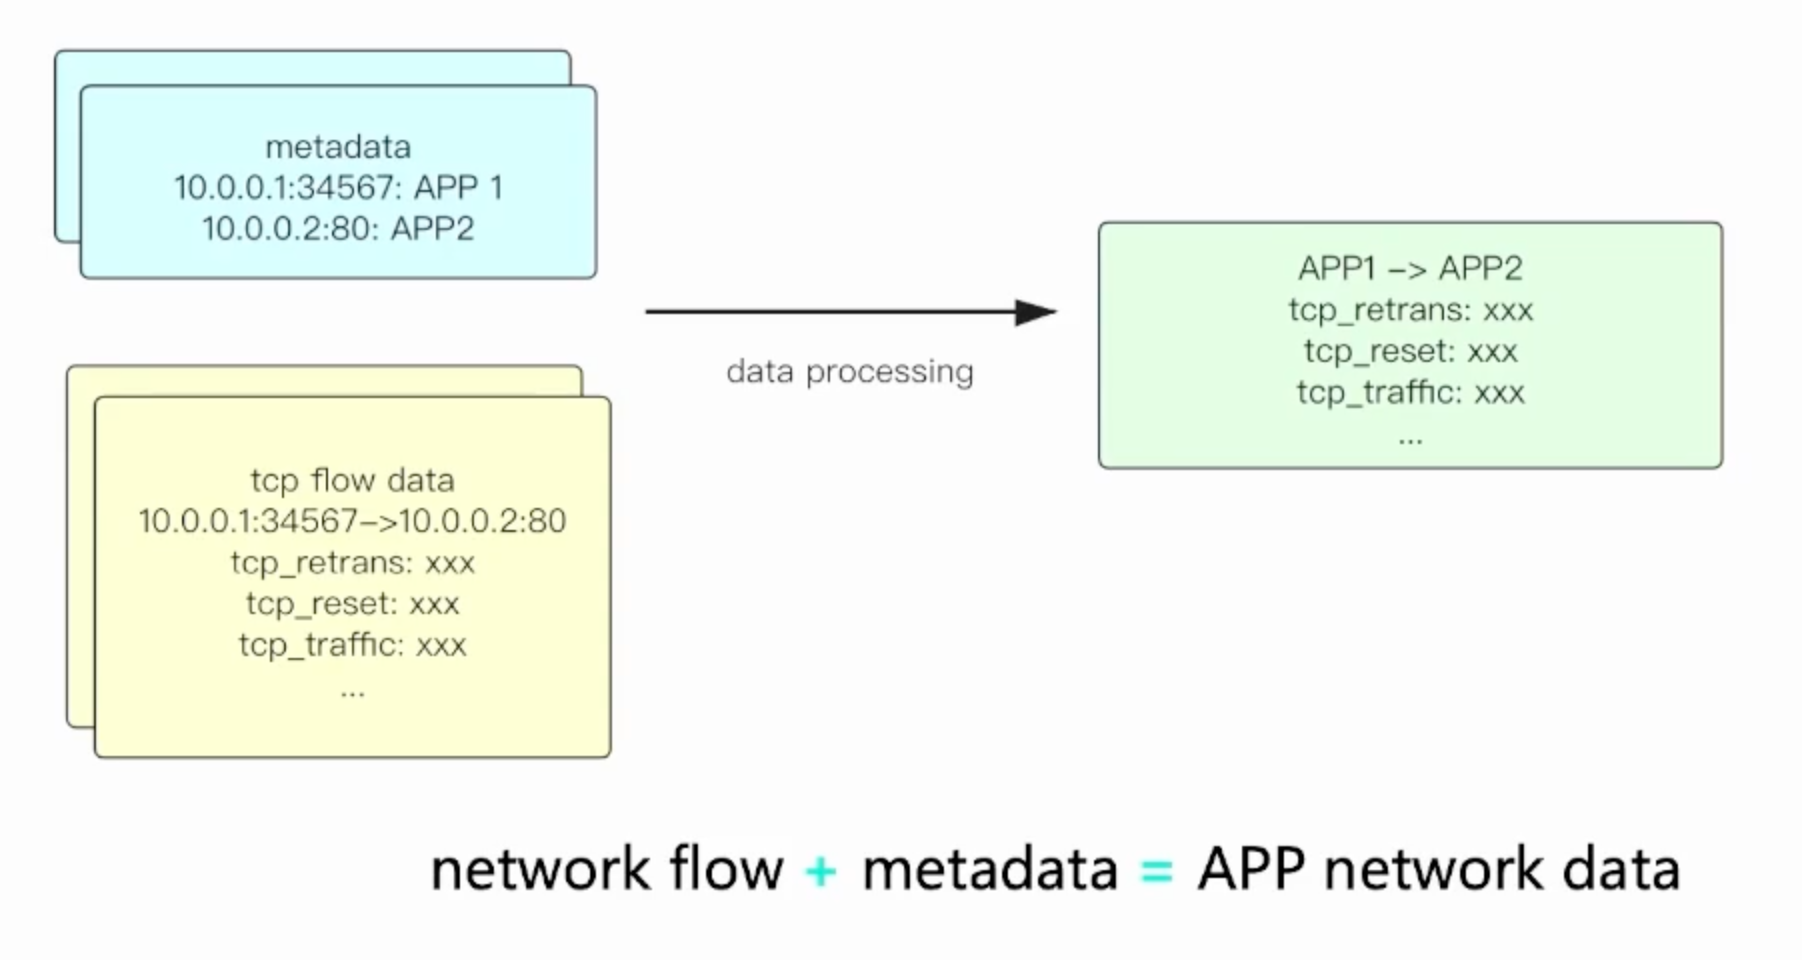 metadata
10.0.0.1:34567: APP 1
10.0.0.2:80: APP2
tcp flow data
10.0.0.1:34567–>10.0.0.2:80
tcp_retrans: xxx
tcp_reset: xxx
tcp_traffic: xxx
...
data processing
APP1 –> APP2
tcp_retrans: xxx
tcp_reset: xxx
tcp_traffic: xxx
...
network flow + metadata = APP network data